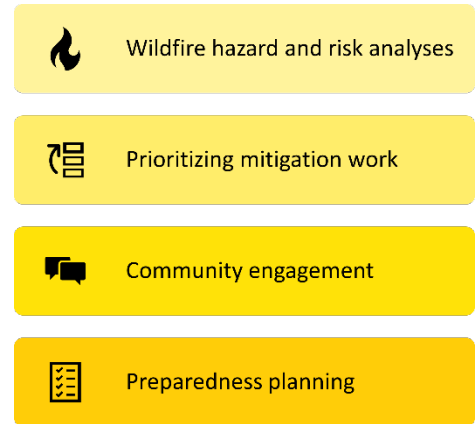 Wildfire hazard and risk analyses
Prioritizing mitigation work
Community engagement
Preparedness planning